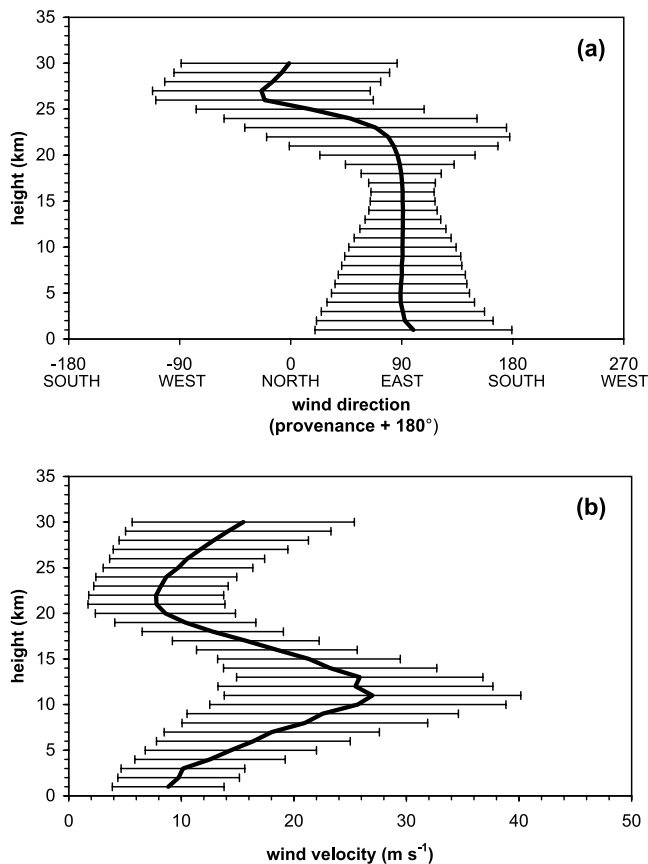 (a)
35
30
25
20
15
10
5
0
height (km)
-180 -90 0 90 180 270
SOUTH WEST NORTH EAST SOUTH WEST
wind direction
(provenance + 180°)
(b)
35
30
25
20
15
10
5
0
height (km)
0 10 20 30 40 50
wind velocity (m s⁻¹)